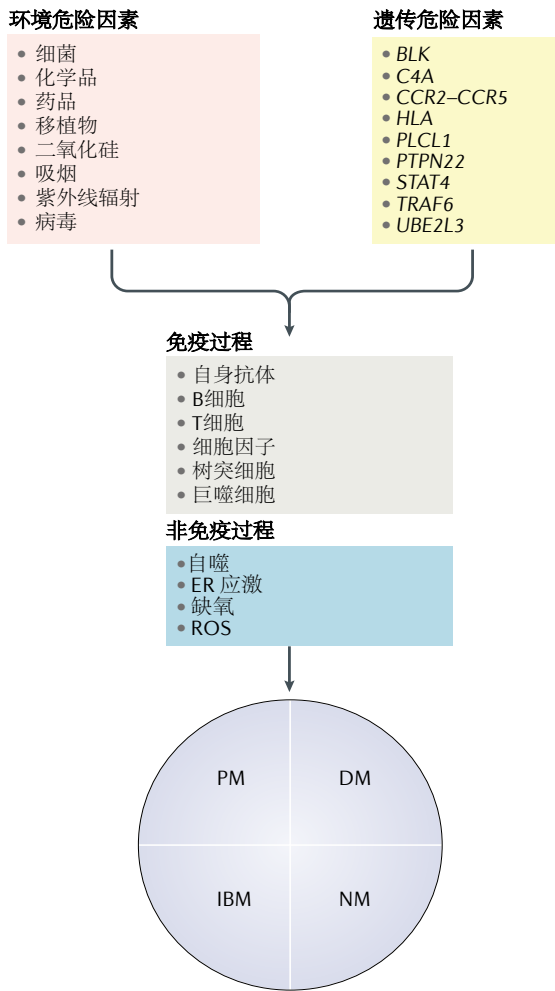 环境危险因素
• 细菌
• 化学品
• 药品
• 移植物
• 二氧化硅
• 吸烟
• 紫外线辐射
• 病毒
遗传危险因素
• BLK
• C4A
• CCR2–CCR5
• HLA
• PLCL1
• PTPN22
• STAT4
• TRAF6
• UBE2L3
免疫过程
• 自身抗体
• B细胞
• T细胞
• 细胞因子
• 树突细胞
• 巨噬细胞
非免疫过程
• 自噬
• ER 应激
• 缺氧
• ROS
PM
DM
IBM
NM